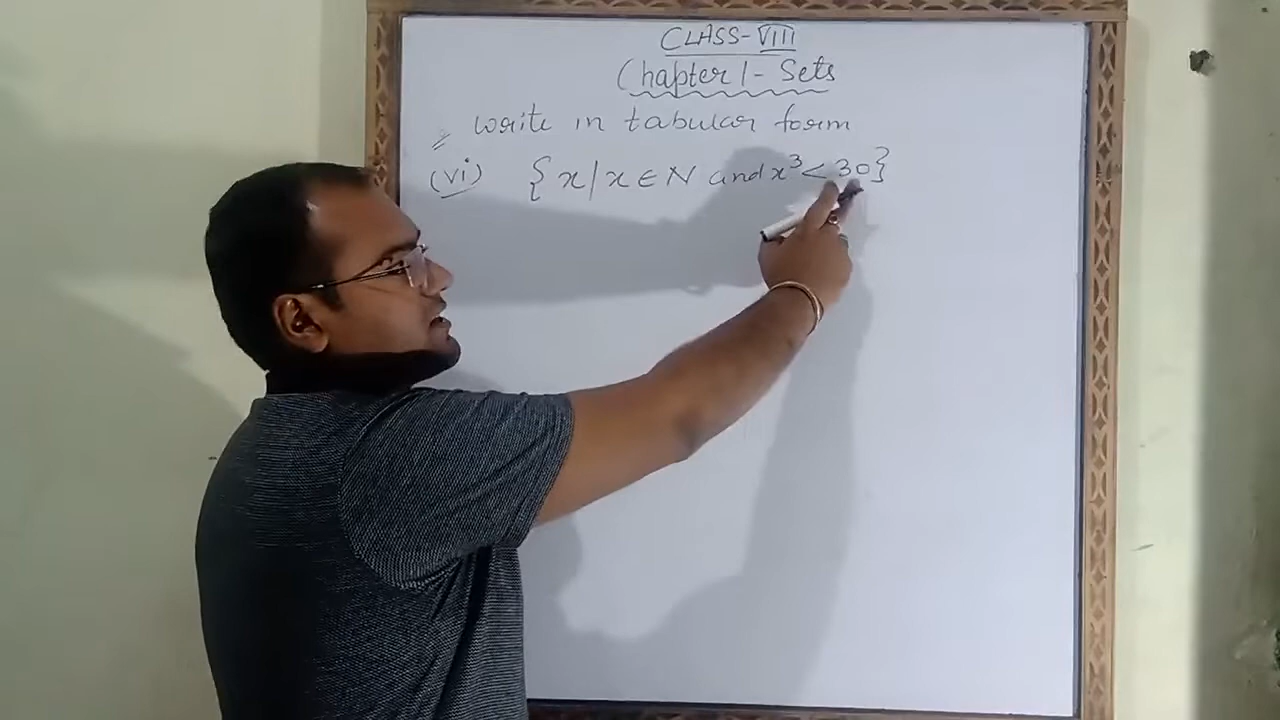 CLASS-VIII
Chapter 1- Sets
write in tabular form
(vi) {x/x∈N and x³<30}